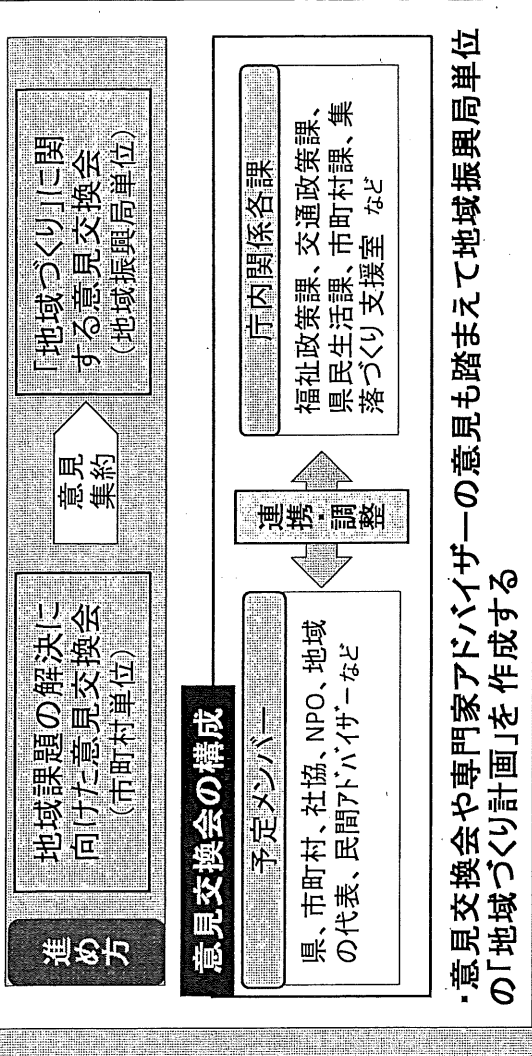 進め方
地域課題の解決に
向けた意見交換会
(市町村単位)
意見
集約
「地域づくり」に関
する意見交換会
(地域振興局単位)
意見交換会の構成
予定メンバー
県、市町村、社協、NPO、地域
の代表、民間アドバイザーなど
連携・調整
庁内関係各課
福祉政策課、交通政策課、
県民生活課、市町村課、集
落づくり支援室 など
・意見交換会や専門家アドバイザーの意見も踏まえて地域振興局単位
の「地域づくり計画」を作成する